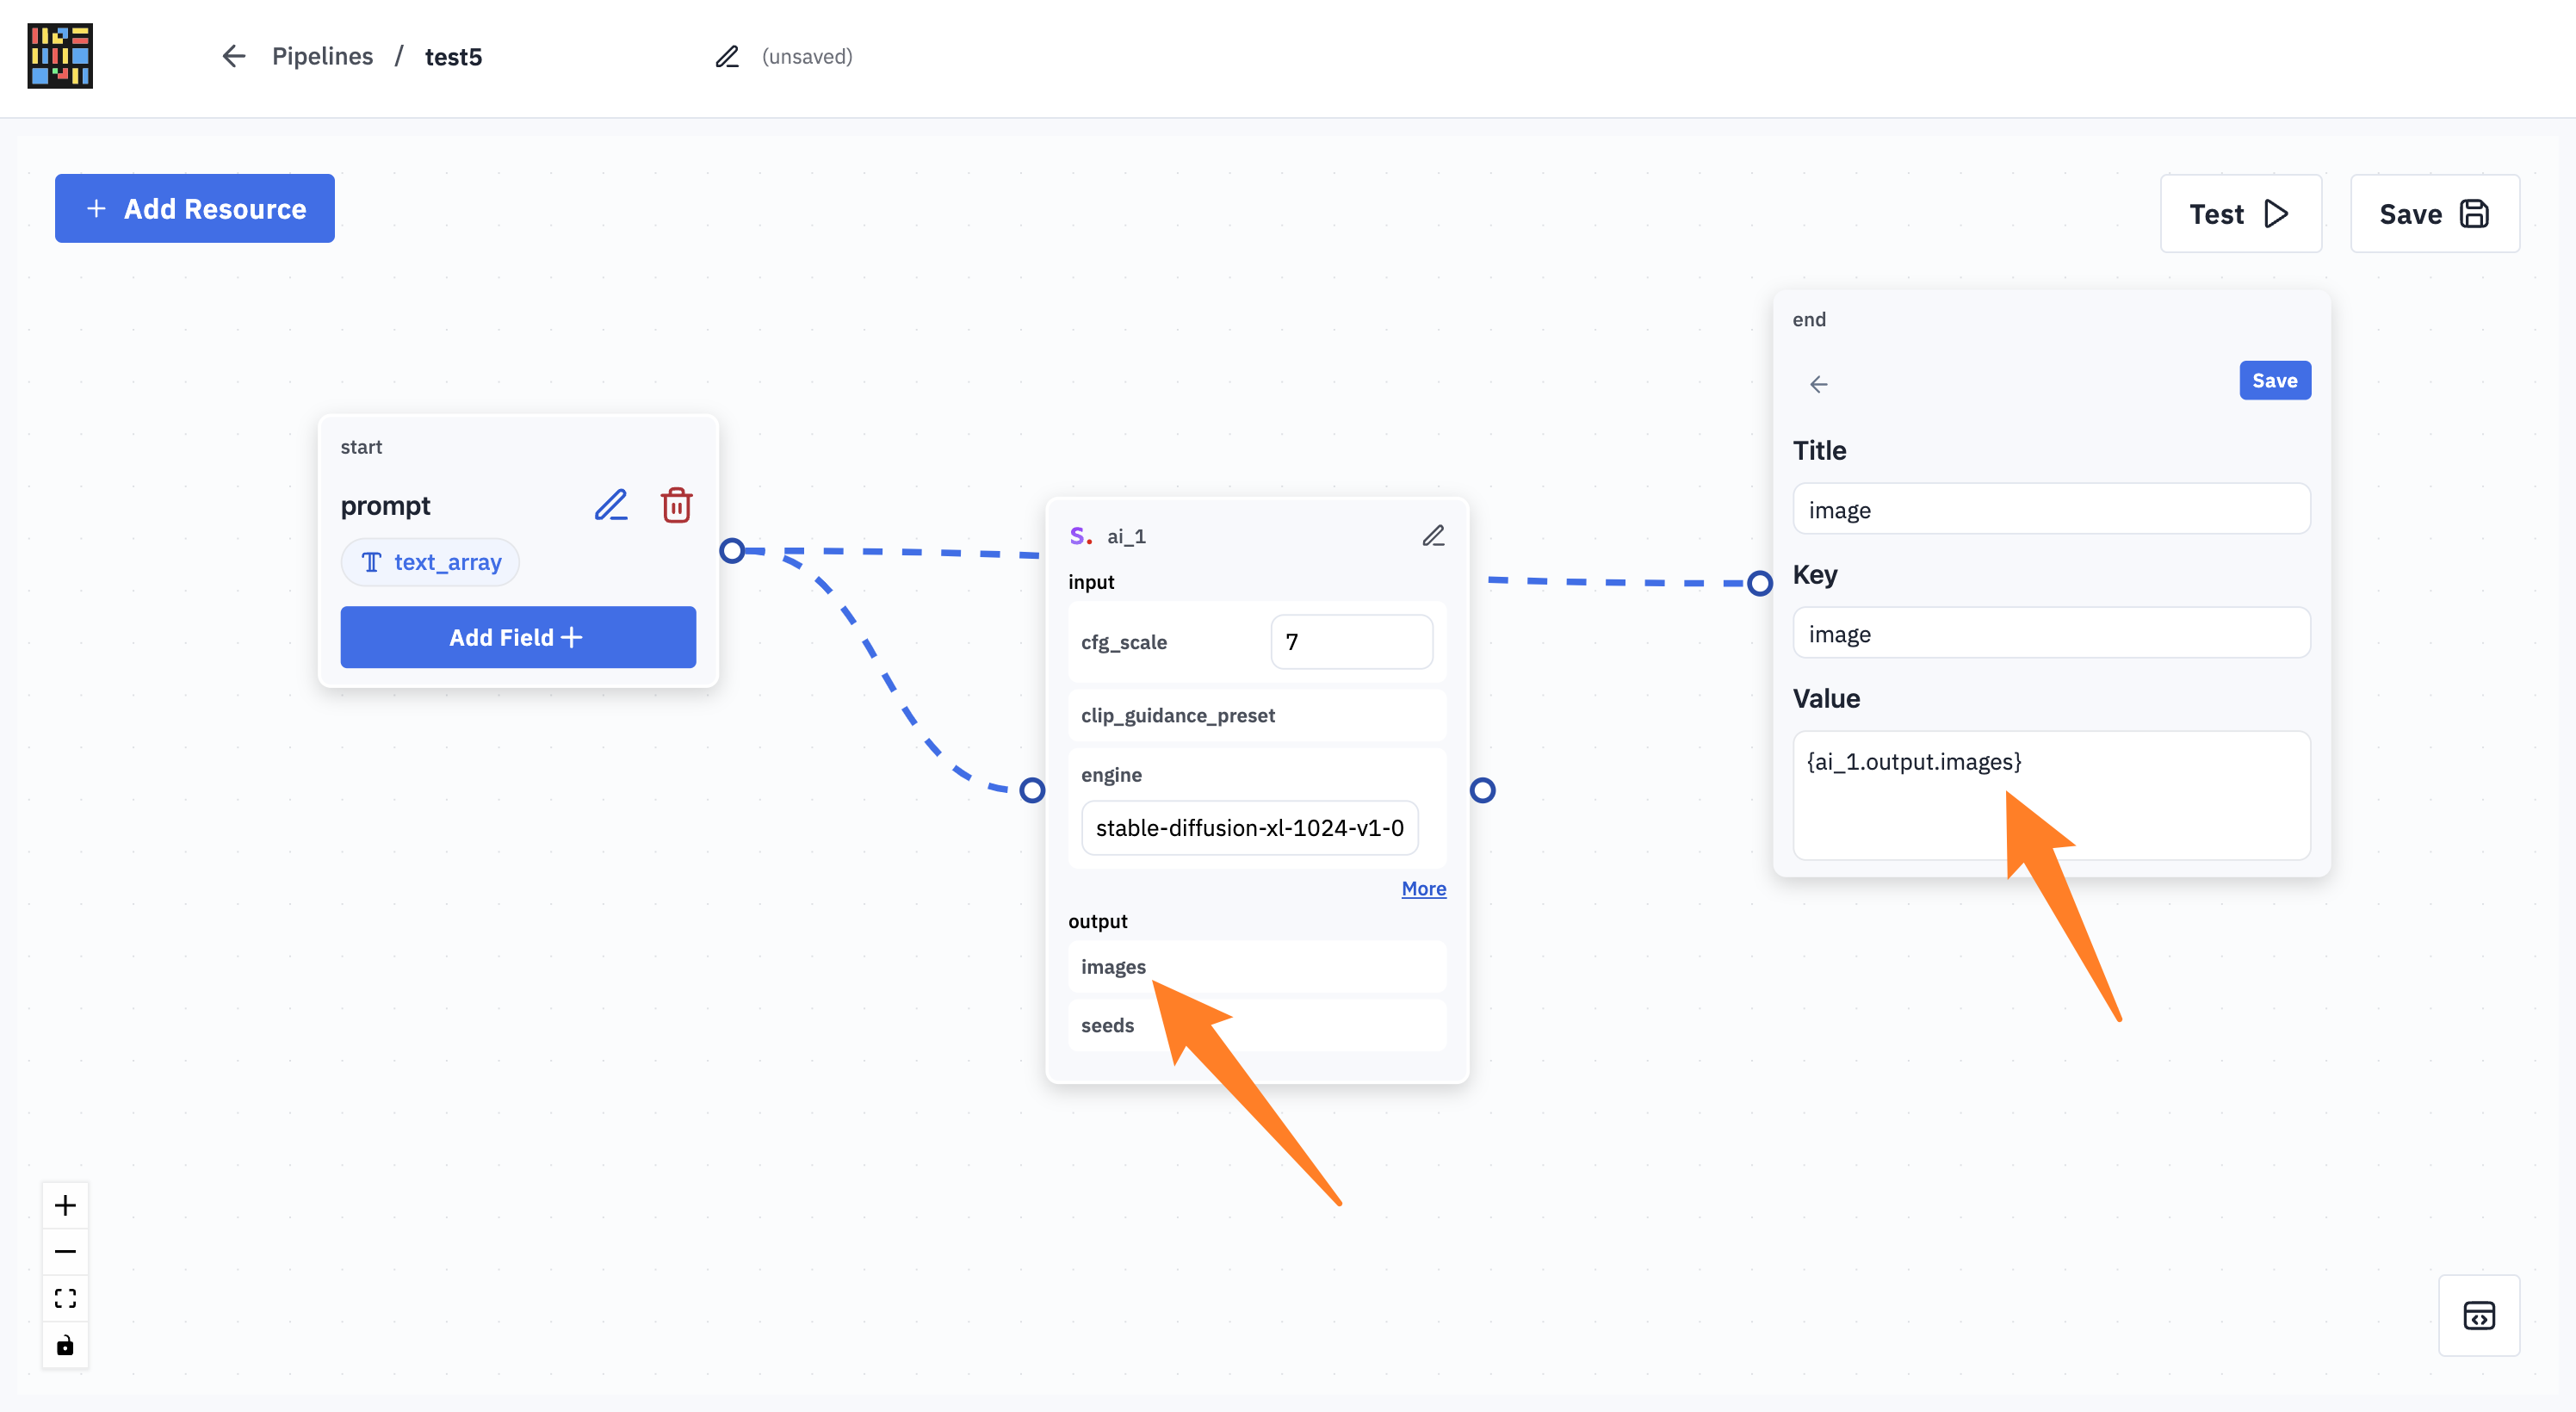 Pipelines / test5
(unsaved)
+ Add Resource
Test
Save
start
prompt
text_array
Add Field +
S. ai_1
input
cfg_scale
7
clip_guidance_preset
engine
stable-diffusion-xl-1024-v1-0
More
output
images
seeds
end
Save
Title
image
Key
image
Value
{ai_1.output.images}